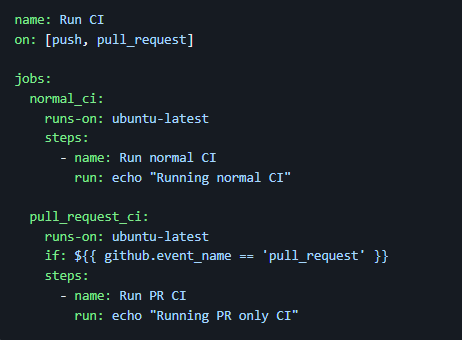 name: Run CI
on: [push, pull_request]

jobs:
  normal_ci:
    runs-on: ubuntu-latest
    steps:
      - name: Run normal CI
        run: echo "Running normal CI"

  pull_request_ci:
    runs-on: ubuntu-latest
    if: ${{ github.event_name == 'pull_request' }}
    steps:
      - name: Run PR CI
        run: echo "Running PR only CI"